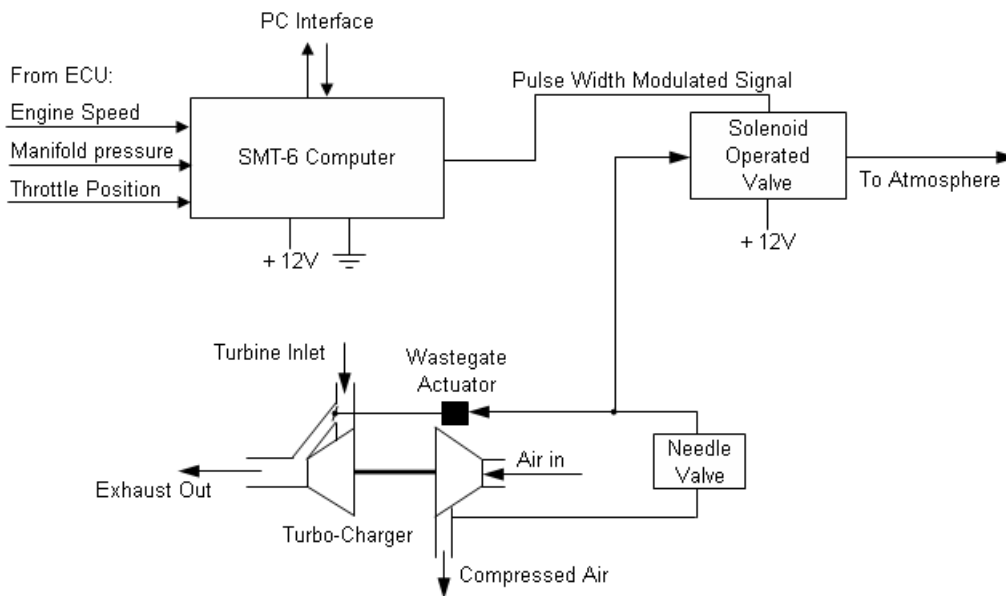 PC Interface
From ECU:
Engine Speed
Manifold pressure
Throttle Position
SMT-6 Computer
+ 12V
Pulse Width Modulated Signal
Solenoid
Operated
Valve
To Atmosphere
+ 12V
Turbine Inlet
Wastegate
Actuator
Needle
Valve
Air in
Exhaust Out
Turbo-Charger
Compressed Air